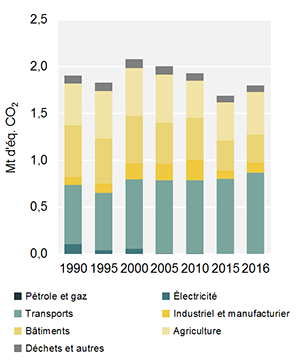 2,5
2,0
1,5
1,0
0,5
0,0
Mt d'éq. CO2
1990 1995 2000 2005 2010 2015 2016
Pétrole et gaz
Électricité
Transports
Industriel et manufacturier
Bâtiments
Agriculture
Déchets et autres